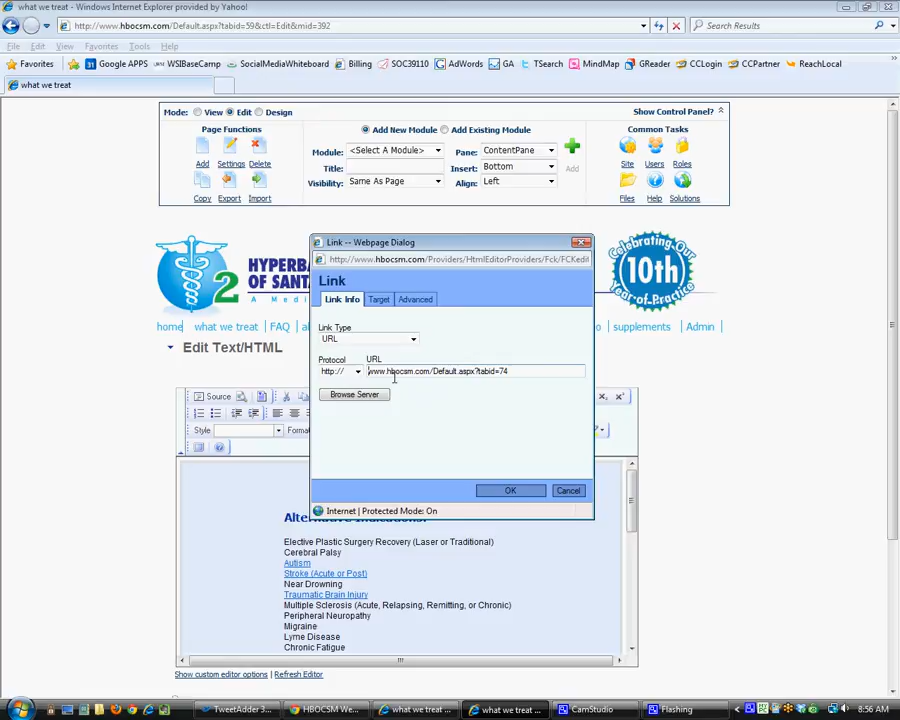 what we treat - Windows Internet Explorer provided by Yahoo!
http://www.hbocsm.com/Default.aspx?tabid=59&ctl=Edit&mid=392
Search Results
File Edit View Favorites Tools Help
Favorites Google APPS WSIBaseCamp SocialMediaWhiteboard Billing SOC39110 AdWords GA TSearch MindMap GReader CCLogin CCPartner ReachLocal
what we treat
Mode: View Edit Design
Show Control Panel?
Page Functions
Add New Module Add Existing Module
Common Tasks
Add Settings Delete
Module: <Select A Module> Pane: ContentPane
Add
Site Users Roles
Title: Insert: Bottom
Visibility: Same As Page Align: Left
Copy Export Import
Files Help Solutions
Link -- Webpage Dialog
http://www.hbocsm.com/Providers/HtmlEditorProviders/Fck/FCKedit
2
HYPERB
OF SANTA
A M e d i
Celebrating Our
10th
Year-of-Practice
Link
Link Info Target Advanced
home what we treat FAQ supplements Admin
Link Type
URL
Edit Text/HTML
Protocol URL
http:// www.hbocsm.com/Default.aspx?tabid=74
Browse Server
Source
Style Format
OK Cancel
Internet | Protected Mode: On
Alternative Indications:
Elective Plastic Surgery Recovery (Laser or Traditional)
Cerebral Palsy
Autism
Stroke (Acute or Post)
Near Drowning
Traumatic Brain Injury
Multiple Sclerosis (Acute, Relapsing, Remitting, or Chronic)
Peripheral Neuropathy
Migraine
Lyme Disease
Chronic Fatigue
Show custom editor options | Refresh Editor
TweetAdder 3... HBOCSM We... what we treat... what we treat ... CamStudio Flashing 8:56 AM